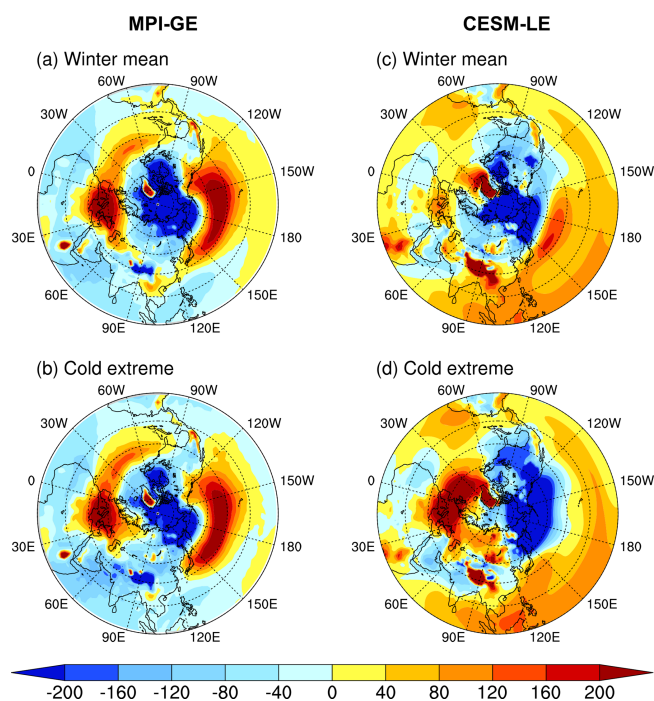 MPI-GE
CESM-LE
(a) Winter mean
(c) Winter mean
60W 90W
60W 90W
30W 120W
30W 120W
0 150W
0 150W
30E 180
30E 180
60E 150E
60E 150E
90E 120E
90E 120E
(b) Cold extreme
(d) Cold extreme
60W 90W
60W 90W
30W 120W
30W 120W
0 150W
0 150W
30E 180
30E 180
60E 150E
60E 150E
90E 120E
90E 120E
-200 -160 -120 -80 -40 0 40 80 120 160 200